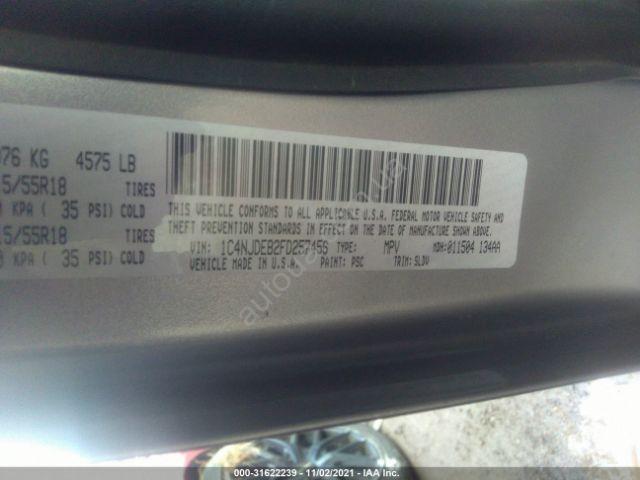 076 KG 4575 LB
5/55R18 TIRES
KPA ( 35 PSI) COLD
5/55R18 TIRES
KPA ( 35 PSI) COLD
THIS VEHICLE CONFORMS TO ALL APPLICABLE U.S.A. FEDERAL MOTOR VEHICLE SAFETY AND
THEFT PREVENTION STANDARDS IN EFFECT ON THE DATE OF MANUFACTURE SHOWN ABOVE.
VIN: 1C4NJDEB2FD257456 TYPE: MPV MDH:011504 134AA
VEHICLE MADE IN U.S.A. PAINT: PSC TRIM: SLDV
000-31622239 - 11/02/2021 - IAA Inc.